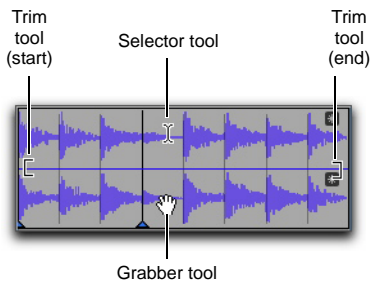 Trim
tool
(start)
Selector tool
Trim
tool
(end)
Grabber tool